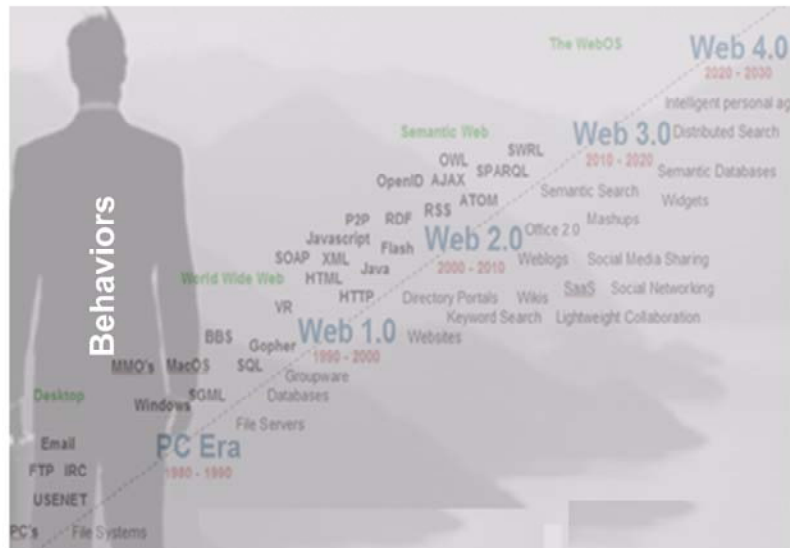 The WebOS
Web 4.0
2020 - 2030
Intelligent personal ag
Semantic Web
Web 3.0
Distributed Search
2010 - 2020
SWRL
OWL
SPARQL
Semantic Databases
OpenID AJAX
Semantic Search
Widgets
ATOM
RSS
P2P RDF
Mashups
Office 2.0
Javascript
Flash
Web 2.0
2000 - 2010
SOAP XML
Java
Weblogs
Social Media Sharing
World Wide Web
HTML
HTTP
SaaS
Social Networking
Directory Portals
Wikis
VR
Keyword Search
Lightweight Collaboration
Behaviors
Web 1.0
1990 - 2000
Websites
BBS
Gopher
MMO's MacOS
SQL
Groupware
Desktop
SGML
Databases
Windows
File Servers
Email
PC Era
1980 - 1990
FTP IRC
USENET
PC's
File Systems